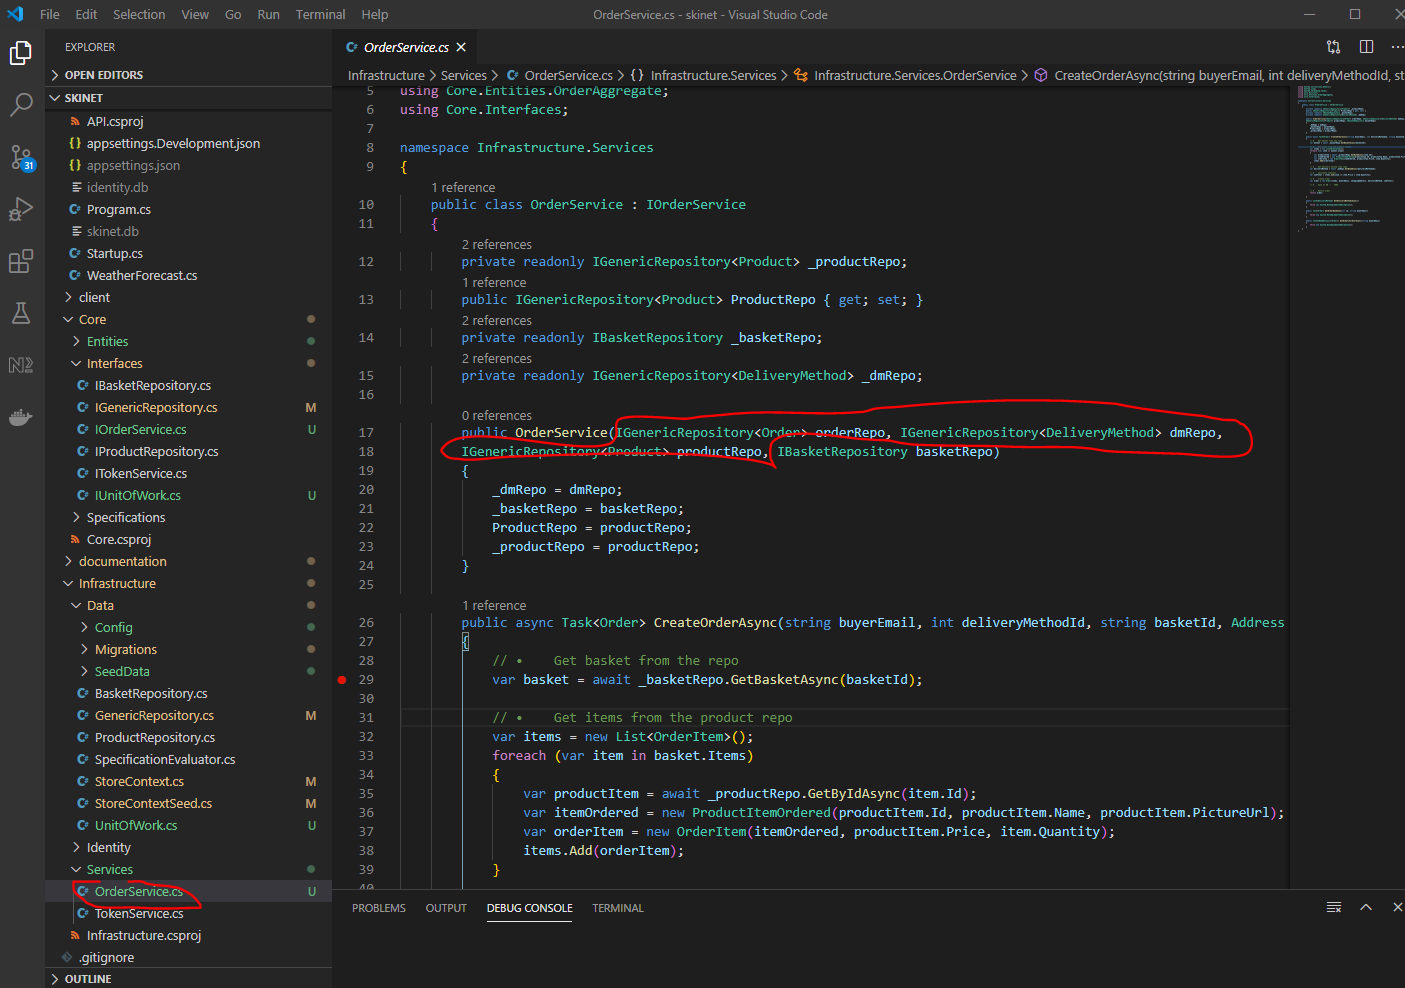 File Edit Selection View Go Run Terminal Help
OrderService.cs - skinet - Visual Studio Code
EXPLORER
OPEN EDITORS
SKINET
API.csproj
appsettings.Development.json
appsettings.json
identity.db
Program.cs
skinet.db
Startup.cs
WeatherForecast.cs
client
Core
Entities
Interfaces
IBasketRepository.cs
IGenericRepository.cs M
IOrderService.cs U
IProductRepository.cs
ITokenService.cs
IUnitOfWork.cs U
Specifications
Core.csproj
documentation
Infrastructure
Data
Config
Migrations
SeedData
BasketRepository.cs
GenericRepository.cs M
ProductRepository.cs
SpecificationEvaluator.cs
StoreContext.cs M
StoreContextSeed.cs M
UnitOfWork.cs U
Identity
Services
OrderService.cs U
TokenService.cs
Infrastructure.csproj
.gitignore
OUTLINE
31
OrderService.cs
Infrastructure > Services > OrderService.cs > {} Infrastructure.Services > Infrastructure.Services.OrderService > CreateOrderAsync(string buyerEmail, int deliveryMethodId, st
5 using Core.Entities.OrderAggregate;
6 using Core.Interfaces;
7
8 namespace Infrastructure.Services
9 {
1 reference
10 public class OrderService : IOrderService
11 {
2 references
12 private readonly IGenericRepository<Product> _productRepo;
1 reference
13 public IGenericRepository<Product> ProductRepo { get; set; }
2 references
14 private readonly IBasketRepository _basketRepo;
2 references
15 private readonly IGenericRepository<DeliveryMethod> _dmRepo;
16
0 references
17 public OrderService(IGenericRepository<Order> orderRepo, IGenericRepository<DeliveryMethod> dmRepo,
18 IGenericRepository<Product> productRepo, IBasketRepository basketRepo)
19 {
20 _dmRepo = dmRepo;
21 _basketRepo = basketRepo;
22 ProductRepo = productRepo;
23 _productRepo = productRepo;
24 }
25
1 reference
26 public async Task<Order> CreateOrderAsync(string buyerEmail, int deliveryMethodId, string basketId, Address
27 {
28 // • Get basket from the repo
29 var basket = await _basketRepo.GetBasketAsync(basketId);
30
31 // • Get items from the product repo
32 var items = new List<OrderItem>();
33 foreach (var item in basket.Items)
34 {
35 var productItem = await _productRepo.GetByIdAsync(item.Id);
36 var itemOrdered = new ProductItemOrdered(productItem.Id, productItem.Name, productItem.PictureUrl);
37 var orderItem = new OrderItem(itemOrdered, productItem.Price, item.Quantity);
38 items.Add(orderItem);
39 }
40
PROBLEMS OUTPUT DEBUG CONSOLE TERMINAL